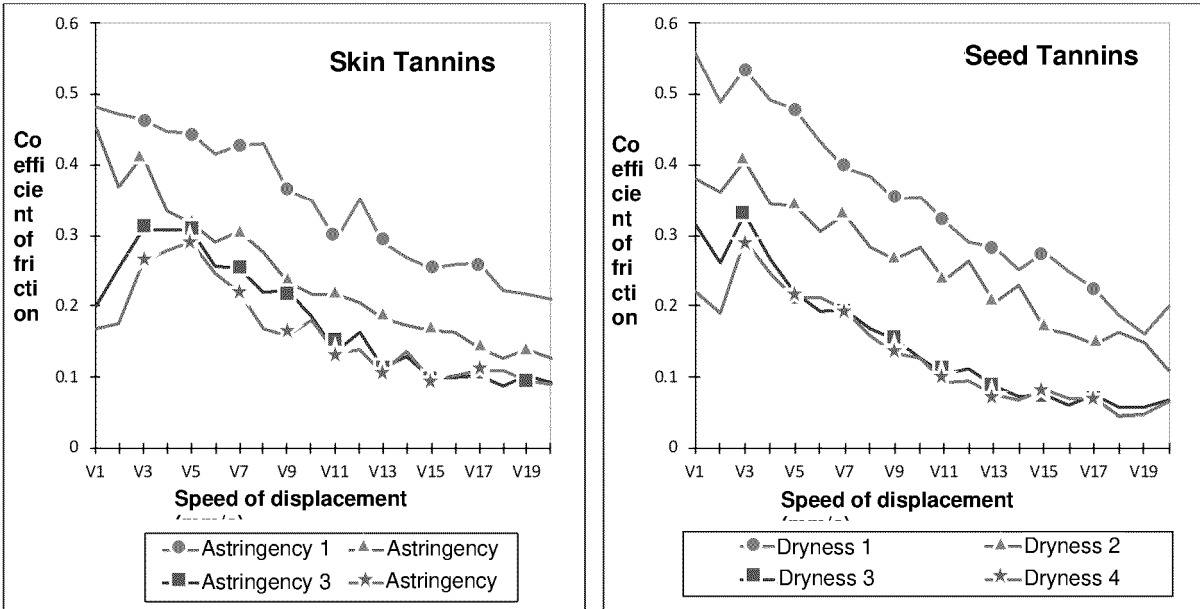 Skin Tannins
0.6
0.5
0.4
0.3
0.2
0.1
0
Co
effici
cie
nt
of
fri
cti
on
V1 V3 V5 V7 V9 V11 V13 V15 V17 V19
Speed of displacement
Astringency 1 Astringency
Astringency 3 Astringency
Seed Tannins
0.6
0.5
0.4
0.3
0.2
0.1
0
Co
effi
cie
nt
of
fri
cti
on
V1 V3 V5 V7 V9 V11 V13 V15 V17 V19
Speed of displacement
Dryness 1 Dryness 2
Dryness 3 Dryness 4